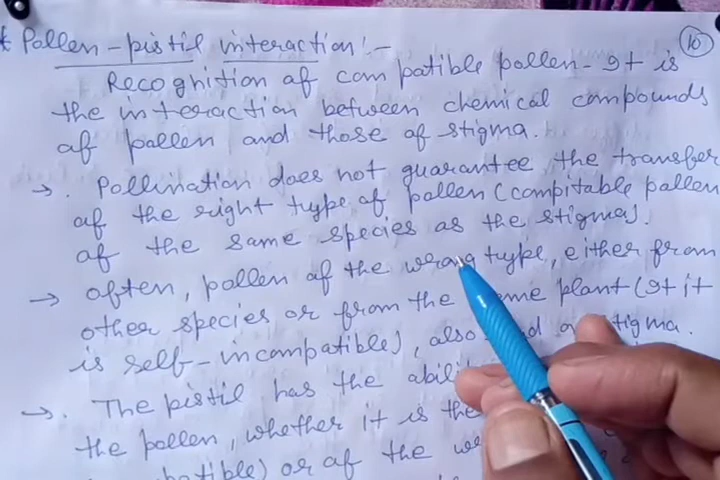 * Pollen-pistil interaction:- 10
Recognition of compatible pollen- It is
the interaction between chemical compounds
of pollen and those of stigma.
→. Pollination does not guarantee the transfer
of the right type of pollen (compitable pollen
of the same species as the stigma).
→ often, pollen of the wrong type, either from
other species or from the same plant (It it
is self-incompatible), also stigma.
→. The pistil has the
the pollen, whether it is the
or of the